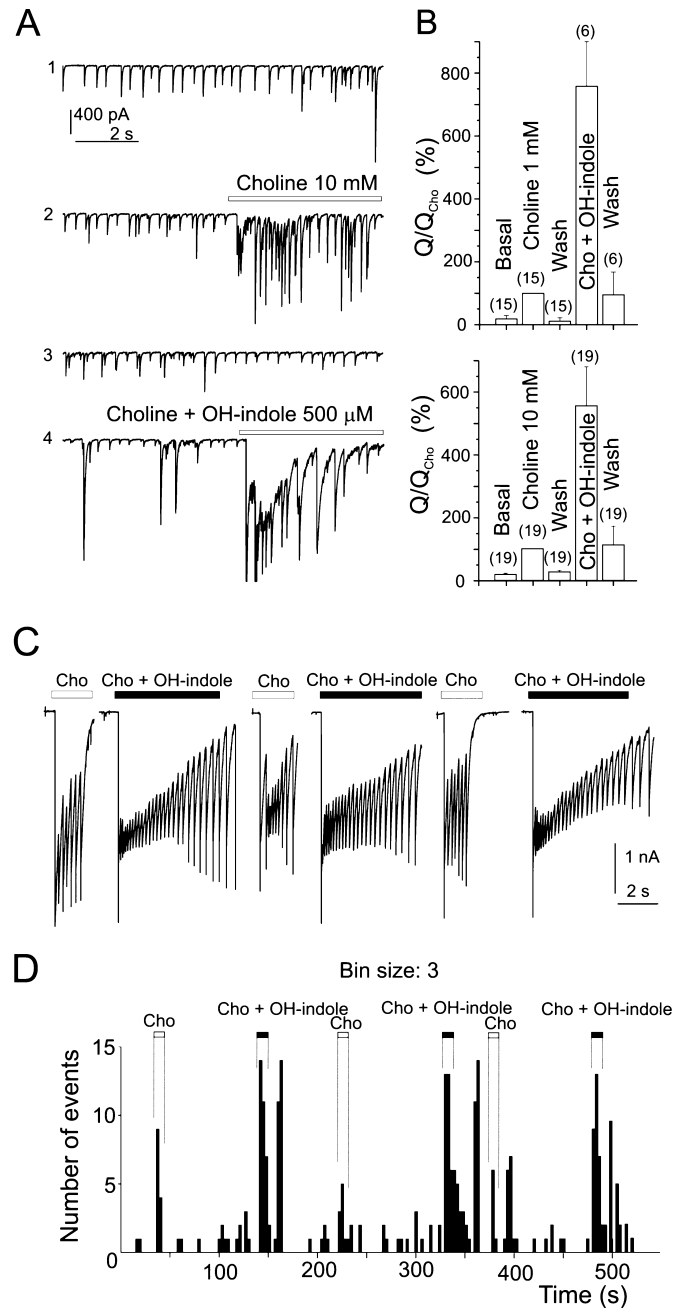 A
1
400 pA
2 s
Choline 10 mM
2
3
Choline + OH-indole 500 µM
4
B
Q/Q_Cho (%)
800
600
400
200
0
Basal
(15)
Choline 1 mM
(15)
Wash
(15)
Cho + OH-indole
(6)
Wash
(6)
Q/Q_Cho (%)
600
400
200
0
Basal
(19)
Choline 10 mM
(19)
Wash
(19)
Cho + OH-indole
(19)
Wash
(19)
C
Cho
Cho + OH-indole
Cho
Cho + OH-indole
Cho
Cho + OH-indole
1 nA
2 s
D
Bin size: 3
Cho
Cho + OH-indole
Cho
Cho + OH-indole
Cho
Cho + OH-indole
Number of events
15
10
5
0
100
200
300
400
500
Time (s)